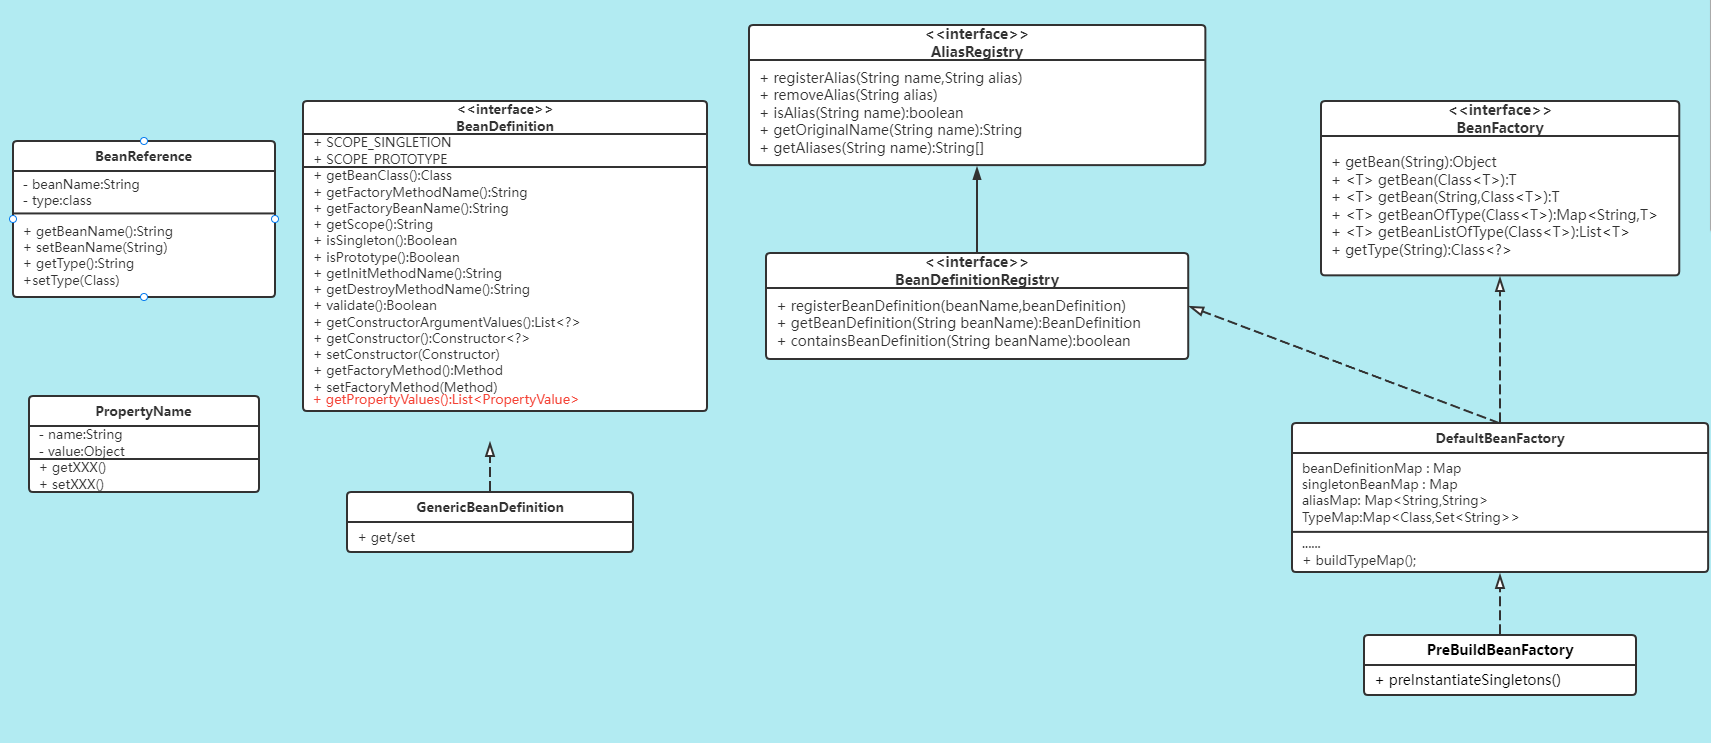 BeanReference
- beanName:String
- type:class
+ getBeanName():String
+ setBeanName(String)
+ getType():String
+setType(Class)
PropertyName
- name:String
- value:Object
+ getXXX()
+ setXXX()
<<interface>>
BeanDefinition
+ SCOPE_SINGLETION
+ SCOPE_PROTOTYPE
+ getBeanClass():Class
+ getFactoryMethodName():String
+ getFactoryBeanName():String
+ getScope():String
+ isSingleton():Boolean
+ isPrototype():Boolean
+ getInitMethodName():String
+ getDestroyMethodName():String
+ validate():Boolean
+ getConstructorArgumentValues():List<?>
+ getConstructor():Constructor<?>
+ setConstructor(Constructor)
+ getFactoryMethod():Method
+ setFactoryMethod(Method)
+ getPropertyValues():List<PropertyValue>
GenericBeanDefinition
+ get/set
<<interface>>
AliasRegistry
+ registerAlias(String name,String alias)
+ removeAlias(String alias)
+ isAlias(String name):boolean
+ getOriginalName(String name):String
+ getAliases(String name):String[]
<<interface>>
BeanDefinitionRegistry
+ registerBeanDefinition(beanName,beanDefinition)
+ getBeanDefinition(String beanName):BeanDefinition
+ containsBeanDefinition(String beanName):boolean
<<interface>>
BeanFactory
+ getBean(String):Object
+ <T> getBean(Class<T>):T
+ <T> getBean(String,Class<T>):T
+ <T> getBeanOfType(Class<T>):Map<String,T>
+ <T> getBeanListOfType(Class<T>):List<T>
+ getType(String):Class<?>
DefaultBeanFactory
beanDefinitionMap : Map
singletonBeanMap : Map
aliasMap: Map<String,String>
TypeMap:Map<Class,Set<String>>
......
+ buildTypeMap();
PreBuildBeanFactory
+ preInstantiateSingletons()